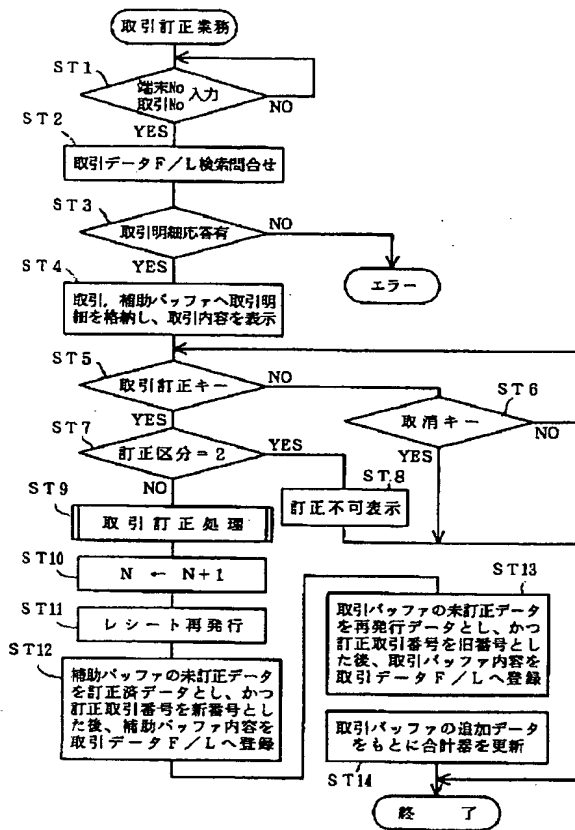 取引訂正業務
ST1
端末No
取引No
入力
NO
YES
ST2
取引データF/L検索問合せ
ST3
取引明細応答有
NO
YES
エラー
ST4
取引,補助バッファへ取引明
細を格納し、取引内容を表示
ST5
取引訂正キー
NO
YES
ST6
取消キー
NO
YES
ST7
訂正区分=2
YES
NO
ST8
訂正不可表示
ST9
取引訂正処理
ST10
N ← N+1
ST11
レシート再発行
ST12
補助バッファの未訂正データ
を訂正済データとし、かつ
訂正取引番号を新番号とし
た後、補助バッファ内容を
取引データF/Lへ登録
ST13
取引バッファの未訂正データ
を再発行データとし、かつ
訂正取引番号を旧番号とし
た後、取引バッファ内容を
取引データF/Lへ登録
取引バッファの追加データ
をもとに合計器を更新
ST14
終了